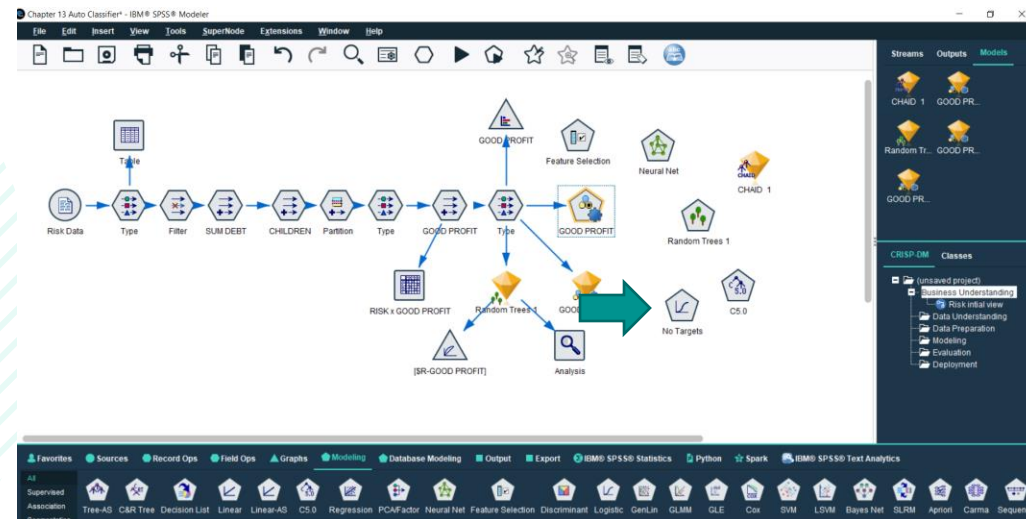 Chapter 13 Auto Classifier* - IBM® SPSS® Modeler
File Edit Insert View Tools SuperNode Extensions Window Help
Streams Outputs Models
CHAID 1 GOOD PR...
Random Tr... GOOD PR...
GOOD PR...
GOOD PROFIT
Table
Feature Selection
Neural Net
CHAID 1
Risk Data Type Filter SUM DEBT CHILDREN Partition Type GOOD PROFIT Type GOOD PROFIT
Random Trees 1
RISK x GOOD PROFIT Random Trees 1 GOO
No Targets
C5.0
[$R-GOOD PROFIT]
Analysis
CRISP-DM Classes
(unsaved project)
Business Understanding
Risk intial view
Data Understanding
Data Preparation
Modeling
Evaluation
Deployment
Favorites Sources Record Ops Field Ops Graphs Modeling Database Modeling Output Export IBM® SPSS® Statistics Python Spark IBM® SPSS® Text Analytics
All
Supervised
Association
Tree-AS C&R Tree Decision List Linear Linear-AS C5.0 Regression PCA/Factor Neural Net Feature Selection Discriminant Logistic GenLin GLMM GLE Cox SVM LSVM Bayes Net SLRM Apriori Carma Sequen